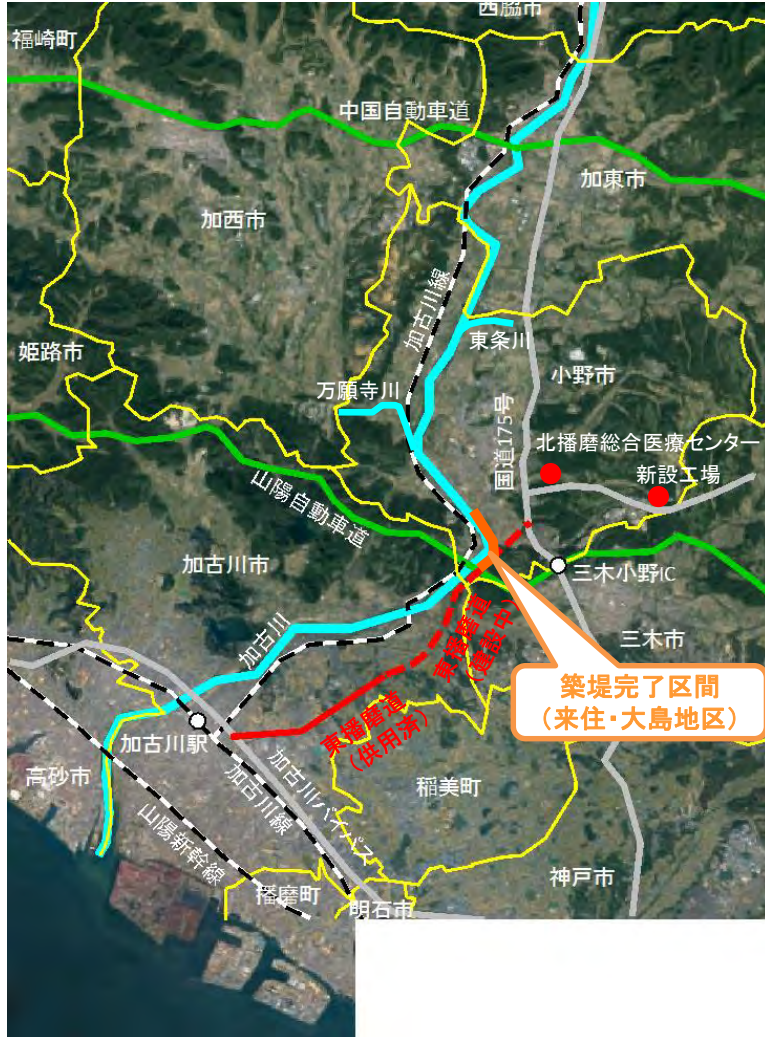 西脇市
福崎町
中国自動車道
加東市
加西市
加古川線
東条川
姫路市
小野市
万願寺川
国道175号
北播磨総合医療センター
新設工場
山陽自動車道
加古川市
三木小野IC
加古川
東播磨道
(建設中)
三木市
築堤完了区間
(来住・大島地区)
東播磨道
(供用済)
加古川駅
加古川バイパス
加古川線
高砂市
稲美町
山陽新幹線
神戸市
播磨町
明石市